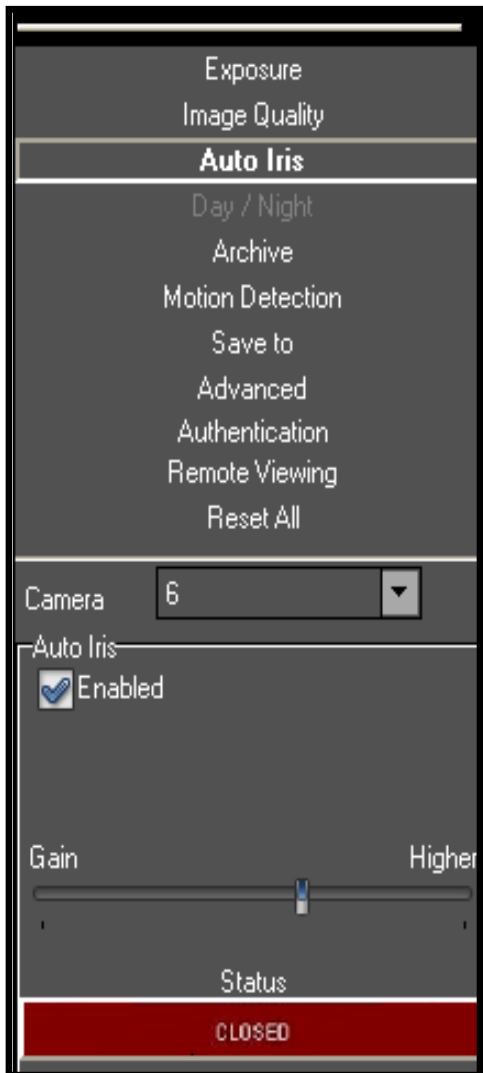 Exposure
Image Quality
Auto Iris
Day / Night
Archive
Motion Detection
Save to
Advanced
Authentication
Remote Viewing
Reset All
Camera 6
Auto Iris
Enabled
Gain Higher
Status
CLOSED